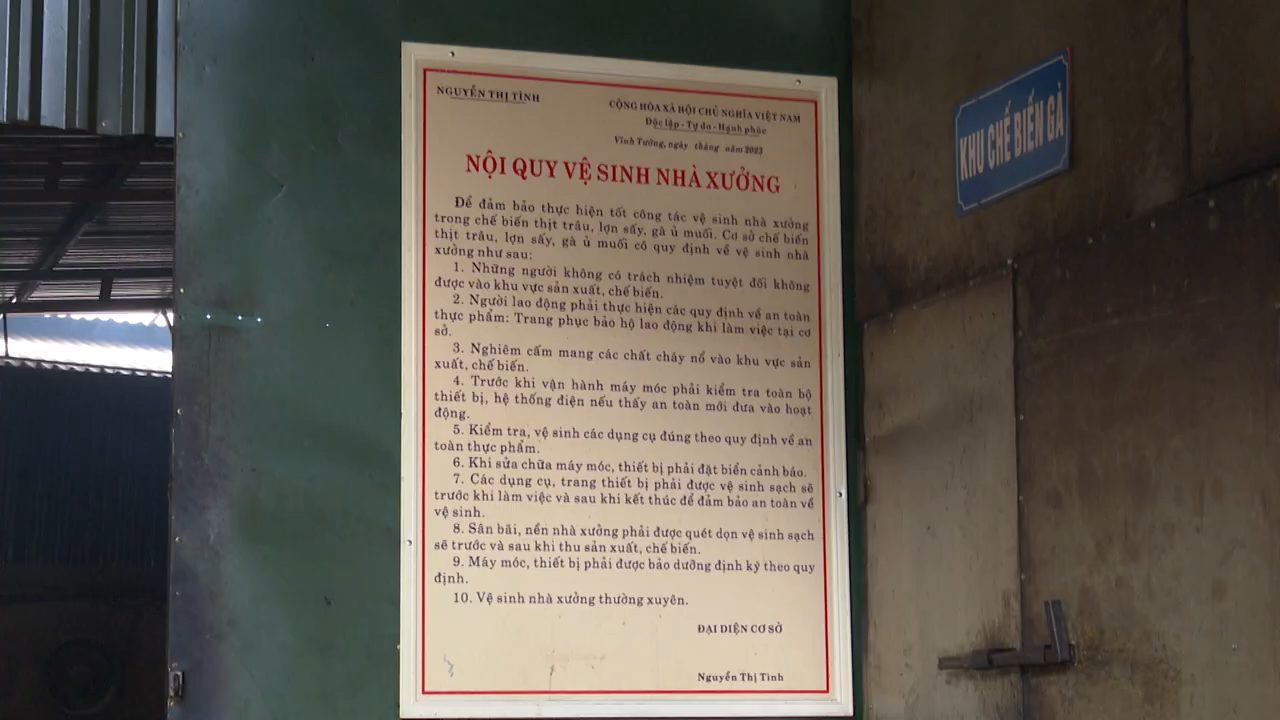 NGUYỄN THỊ TÌNH
CỘNG HÒA XÃ HỘI CHỦ NGHĨA VIỆT NAM
Độc lập - Tự do - Hạnh phúc
Vĩnh Tường, ngày tháng năm 2023
NỘI QUY VỆ SINH NHÀ XƯỞNG
Để đảm bảo thực hiện tốt công tác vệ sinh nhà xưởng
trong chế biến thịt trâu, lợn sấy, gà ủ muối. Cơ sở chế biến
thịt trâu, lợn sấy, gà ủ muối có quy định về vệ sinh nhà
xưởng như sau:
1. Những người không có trách nhiệm tuyệt đối không
được vào khu vực sản xuất, chế biến.
2. Người lao động phải thực hiện các quy định về an toàn
thực phẩm: Trang phục bảo hộ lao động khi làm việc tại cơ
sở.
3. Nghiêm cấm mang các chất cháy nổ vào khu vực sản
xuất, chế biến.
4. Trước khi vận hành máy móc phải kiểm tra toàn bộ
thiết bị, hệ thống điện nếu thấy an toàn mới đưa vào hoạt
động.
5. Kiểm tra, vệ sinh các dụng cụ đúng theo quy định về an
toàn thực phẩm.
6. Khi sửa chữa máy móc, thiết bị phải đặt biển cảnh báo.
7. Các dụng cụ, trang thiết bị phải được vệ sinh sạch sẽ
trước khi làm việc và sau khi kết thúc để đảm bảo an toàn về
vệ sinh.
8. Sân bãi, nền nhà xưởng phải được quét dọn vệ sinh sạch
sẽ trước và sau khi thu sản xuất, chế biến.
9. Máy móc, thiết bị phải được bảo dưỡng định kỳ theo quy
định.
10. Vệ sinh nhà xưởng thường xuyên.
ĐẠI DIỆN CƠ SỞ
Nguyễn Thị Tình
KHU CHẾ BIẾN GÀ